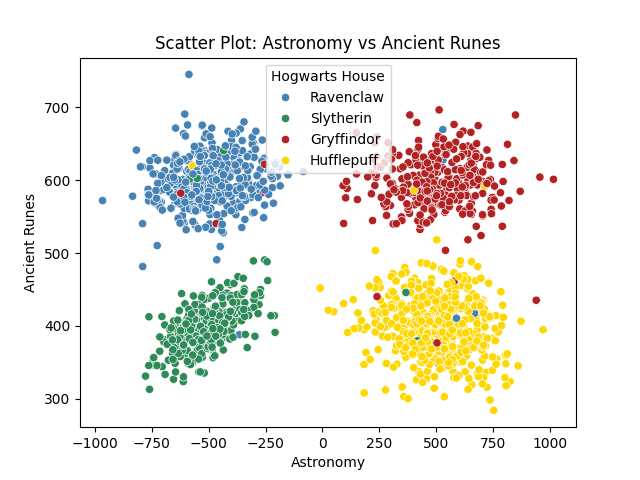 Scatter Plot: Astronomy vs Ancient Runes
Hogwarts House
Ravenclaw
Slytherin
Gryffindor
Hufflepuff
Ancient Runes
700
600
500
400
300
−1000
−750
−500
−250
0
250
500
750
1000
Astronomy